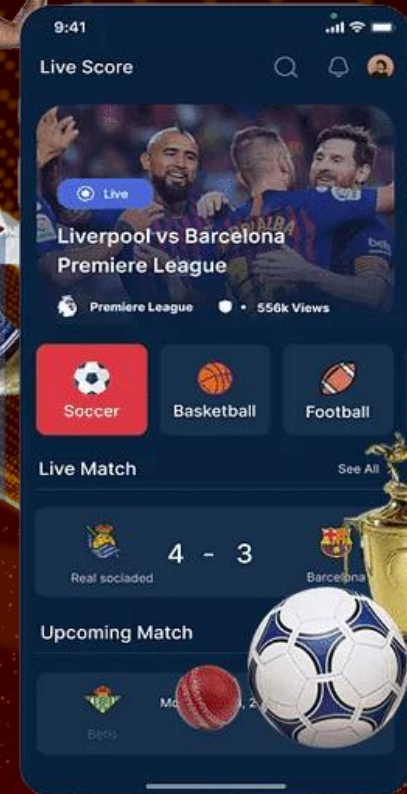 9:41
Live Score
Live
Liverpool vs Barcelona
Premiere League
Premiere League • 556k Views
Soccer
Basketball
Football
Live Match
See All
4 - 3
Real sociaded
Barcelona
Upcoming Match
Betis